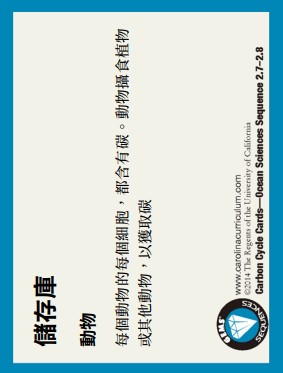 儲存庫
動物
每個動物的每個細胞，都含有碳。動物攝食植物
或其他動物，以獲取碳
www.carolinacurriculum.com
©2014 The Regents of the University of California
Carbon Cycle Cards—Ocean Sciences Sequence 2.7–2.8
GEMS
SEQUENCES